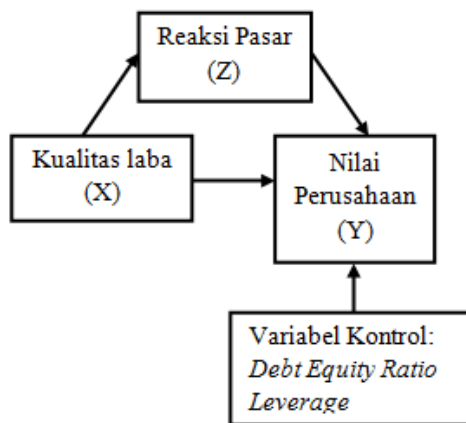 Reaksi Pasar
(Z)
Kualitas laba
(X)
Nilai
Perusahaan
(Y)
Variabel Kontrol:
Debt Equity Ratio
Leverage